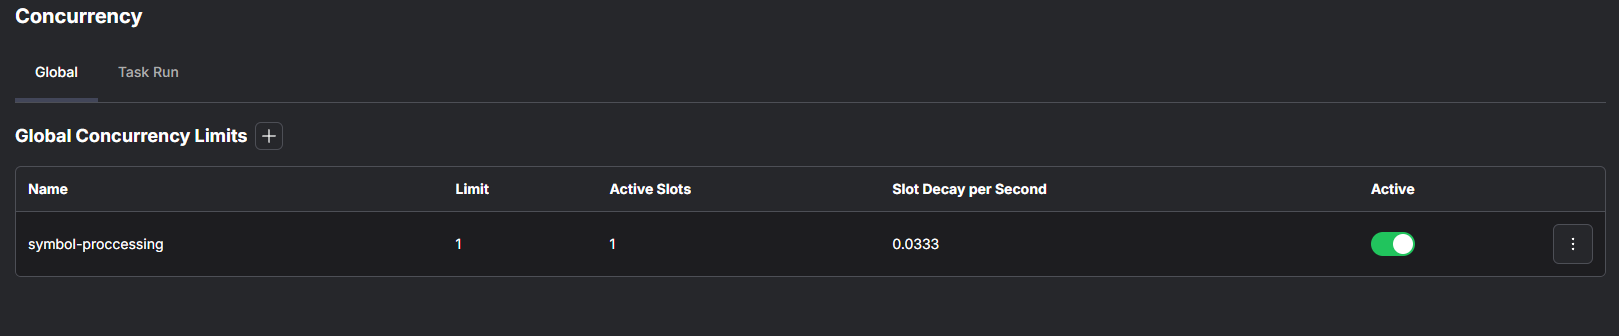 Concurrency
Global Task Run
Global Concurrency Limits
Name Limit Active Slots Slot Decay per Second Active
symbol-proccessing 1 1 0.0333